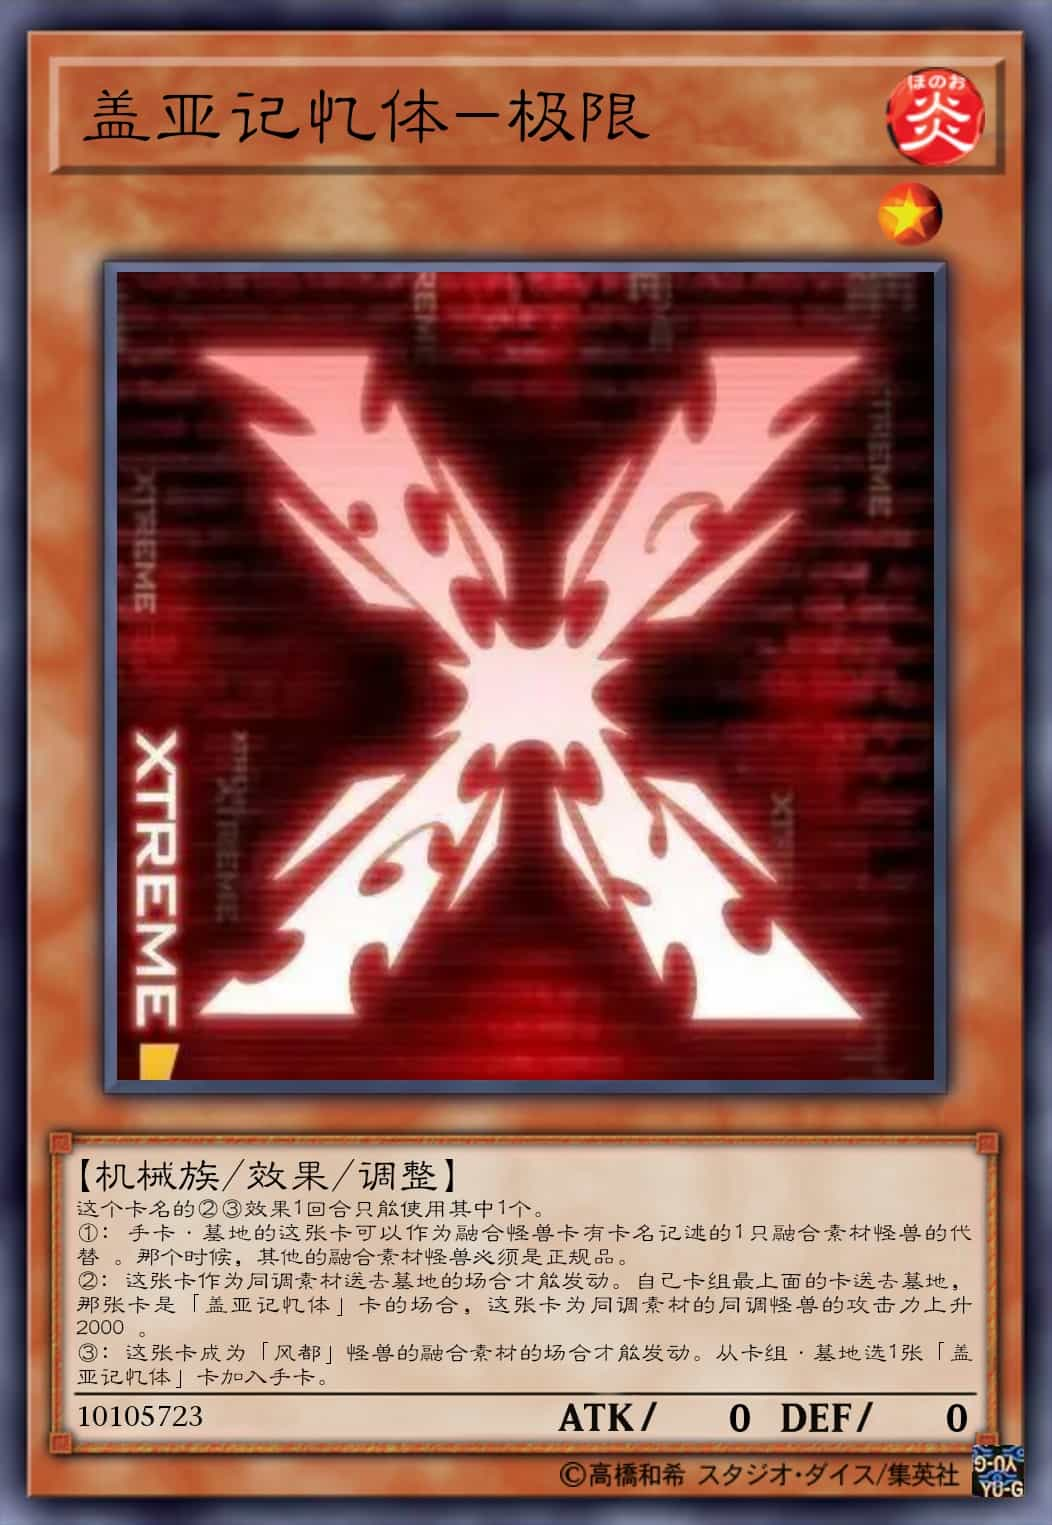 盖亚记忆体-极限
ほのお
炎
XTREME
XTREME
XTREME
XTREME
XTREME
【机械族/效果/调整】
这个卡名的②③效果1回合只能使用其中1个。
①：手卡·墓地的这张卡可以作为融合怪兽卡有卡名记述的1只融合素材怪兽的代
替 。那个时候，其他的融合素材怪兽必须是正规品。
②：这张卡作为同调素材送去墓地的场合才能发动。自己卡组最上面的卡送去墓地，
那张卡是「盖亚记忆体」卡的场合，这张卡为同调素材的同调怪兽的攻击力上升
2000 。
③：这张卡成为「风都」怪兽的融合素材的场合才能发动。从卡组·墓地选1张「盖
亚记忆体」卡加入手卡。
10105723 ATK/ 0 DEF/ 0
©高橋和希 スタジオ·ダイス/集英社
YU-G